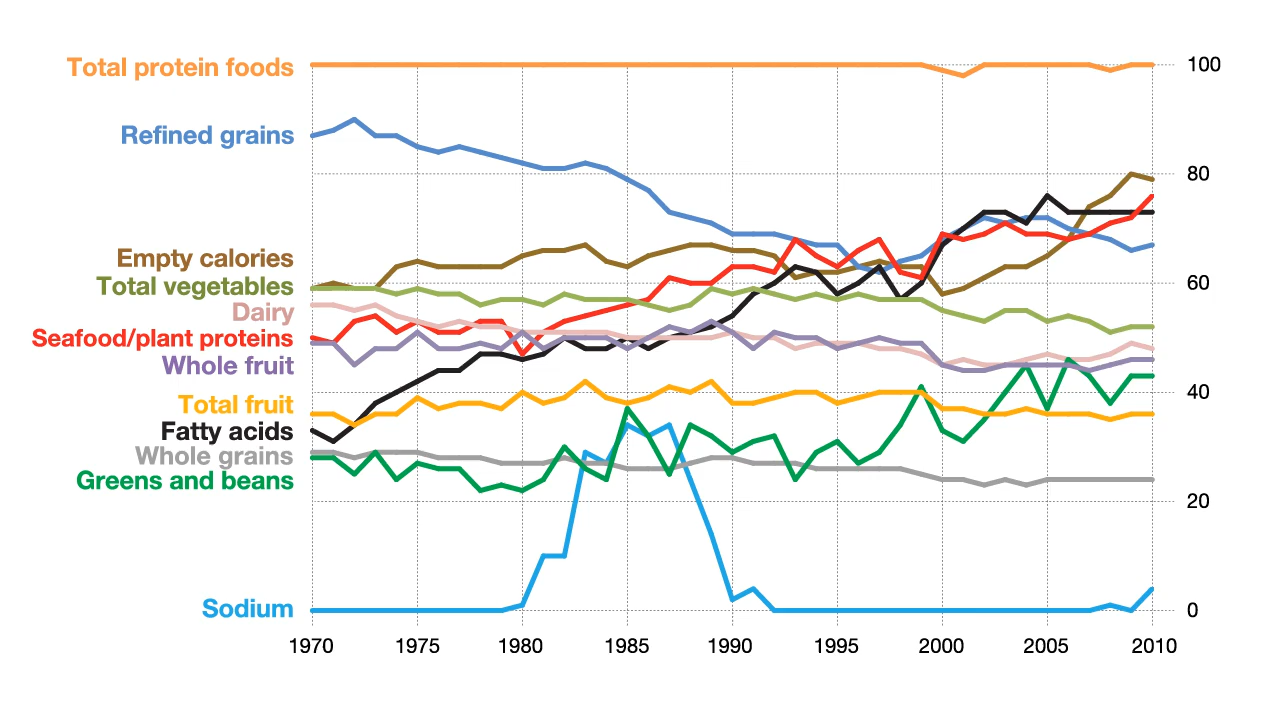 Total protein foods
100
Refined grains
80
Empty calories
60
Total vegetables
Dairy
Seafood/plant proteins
Whole fruit
40
Total fruit
Fatty acids
Whole grains
Greens and beans
20
Sodium
0
1970 1975 1980 1985 1990 1995 2000 2005 2010